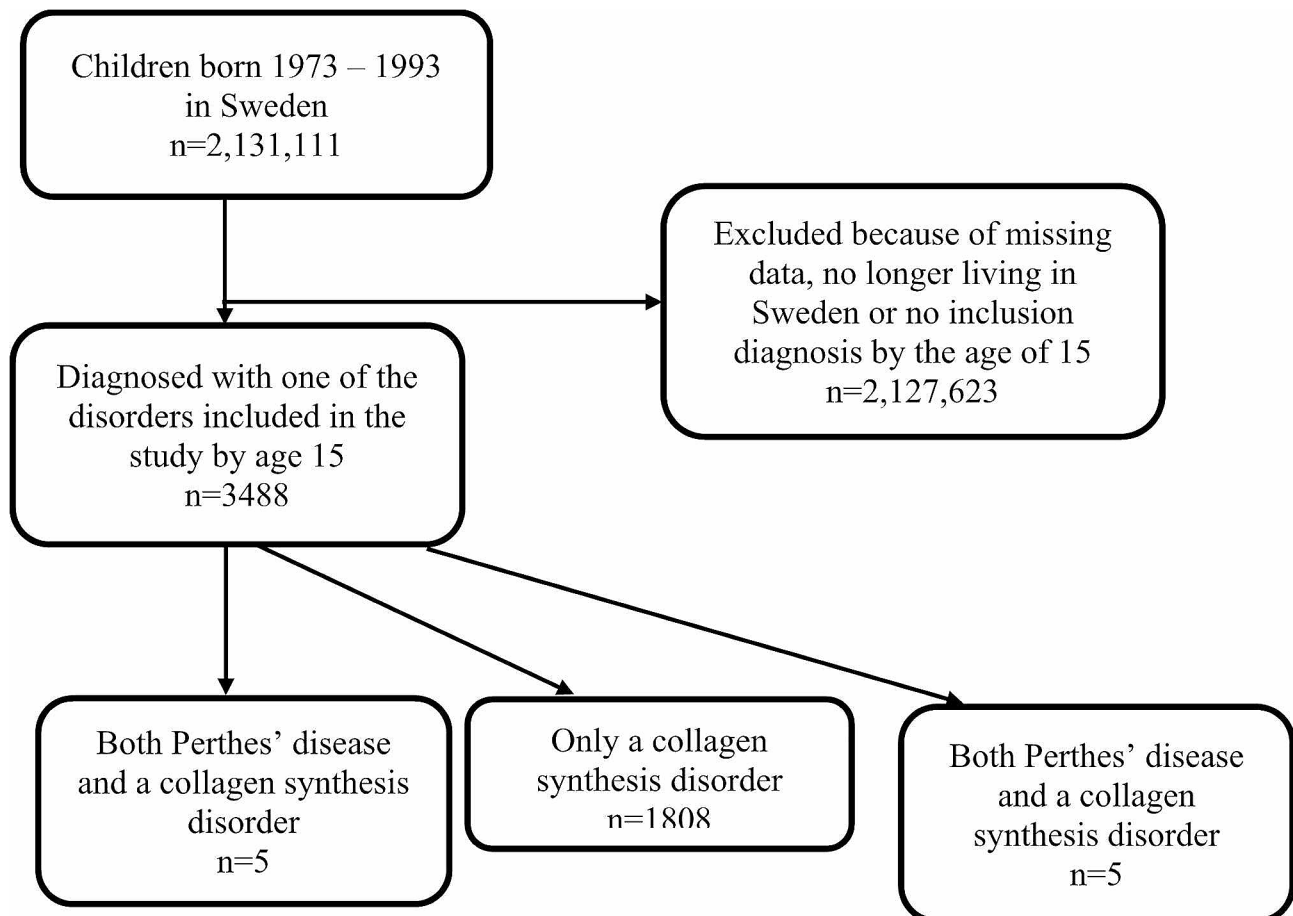 Children born 1973 – 1993
in Sweden
n=2,131,111
Excluded because of missing
data, no longer living in
Sweden or no inclusion
diagnosis by the age of 15
n=2,127,623
Diagnosed with one of the
disorders included in the
study by age 15
n=3488
Both Perthes’ disease
and a collagen synthesis
disorder
n=5
Only a collagen
synthesis disorder
n=1808
Both Perthes’ disease
and a collagen
synthesis disorder
n=5